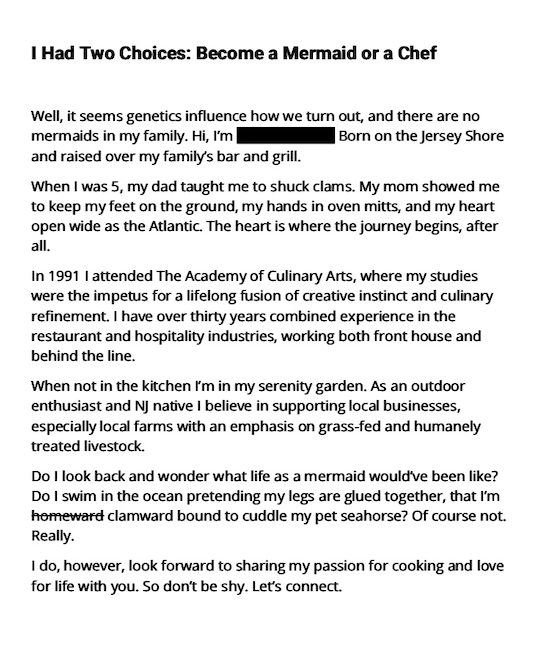 I Had Two Choices: Become a Mermaid or a Chef
Well, it seems genetics influence how we turn out, and there are no
mermaids in my family. Hi, I’m Born on the Jersey Shore
and raised over my family’s bar and grill.
When I was 5, my dad taught me to shuck clams. My mom showed me
to keep my feet on the ground, my hands in oven mitts, and my heart
open wide as the Atlantic. The heart is where the journey begins, after
all.
In 1991 I attended The Academy of Culinary Arts, where my studies
were the impetus for a lifelong fusion of creative instinct and culinary
refinement. I have over thirty years combined experience in the
restaurant and hospitality industries, working both front house and
behind the line.
When not in the kitchen I’m in my serenity garden. As an outdoor
enthusiast and NJ native I believe in supporting local businesses,
especially local farms with an emphasis on grass-fed and humanely
treated livestock.
Do I look back and wonder what life as a mermaid would’ve been like?
Do I swim in the ocean pretending my legs are glued together, that I’m
homeward clamward bound to cuddle my pet seahorse? Of course not.
Really.
I do, however, look forward to sharing my passion for cooking and love
for life with you. So don’t be shy. Let’s connect.